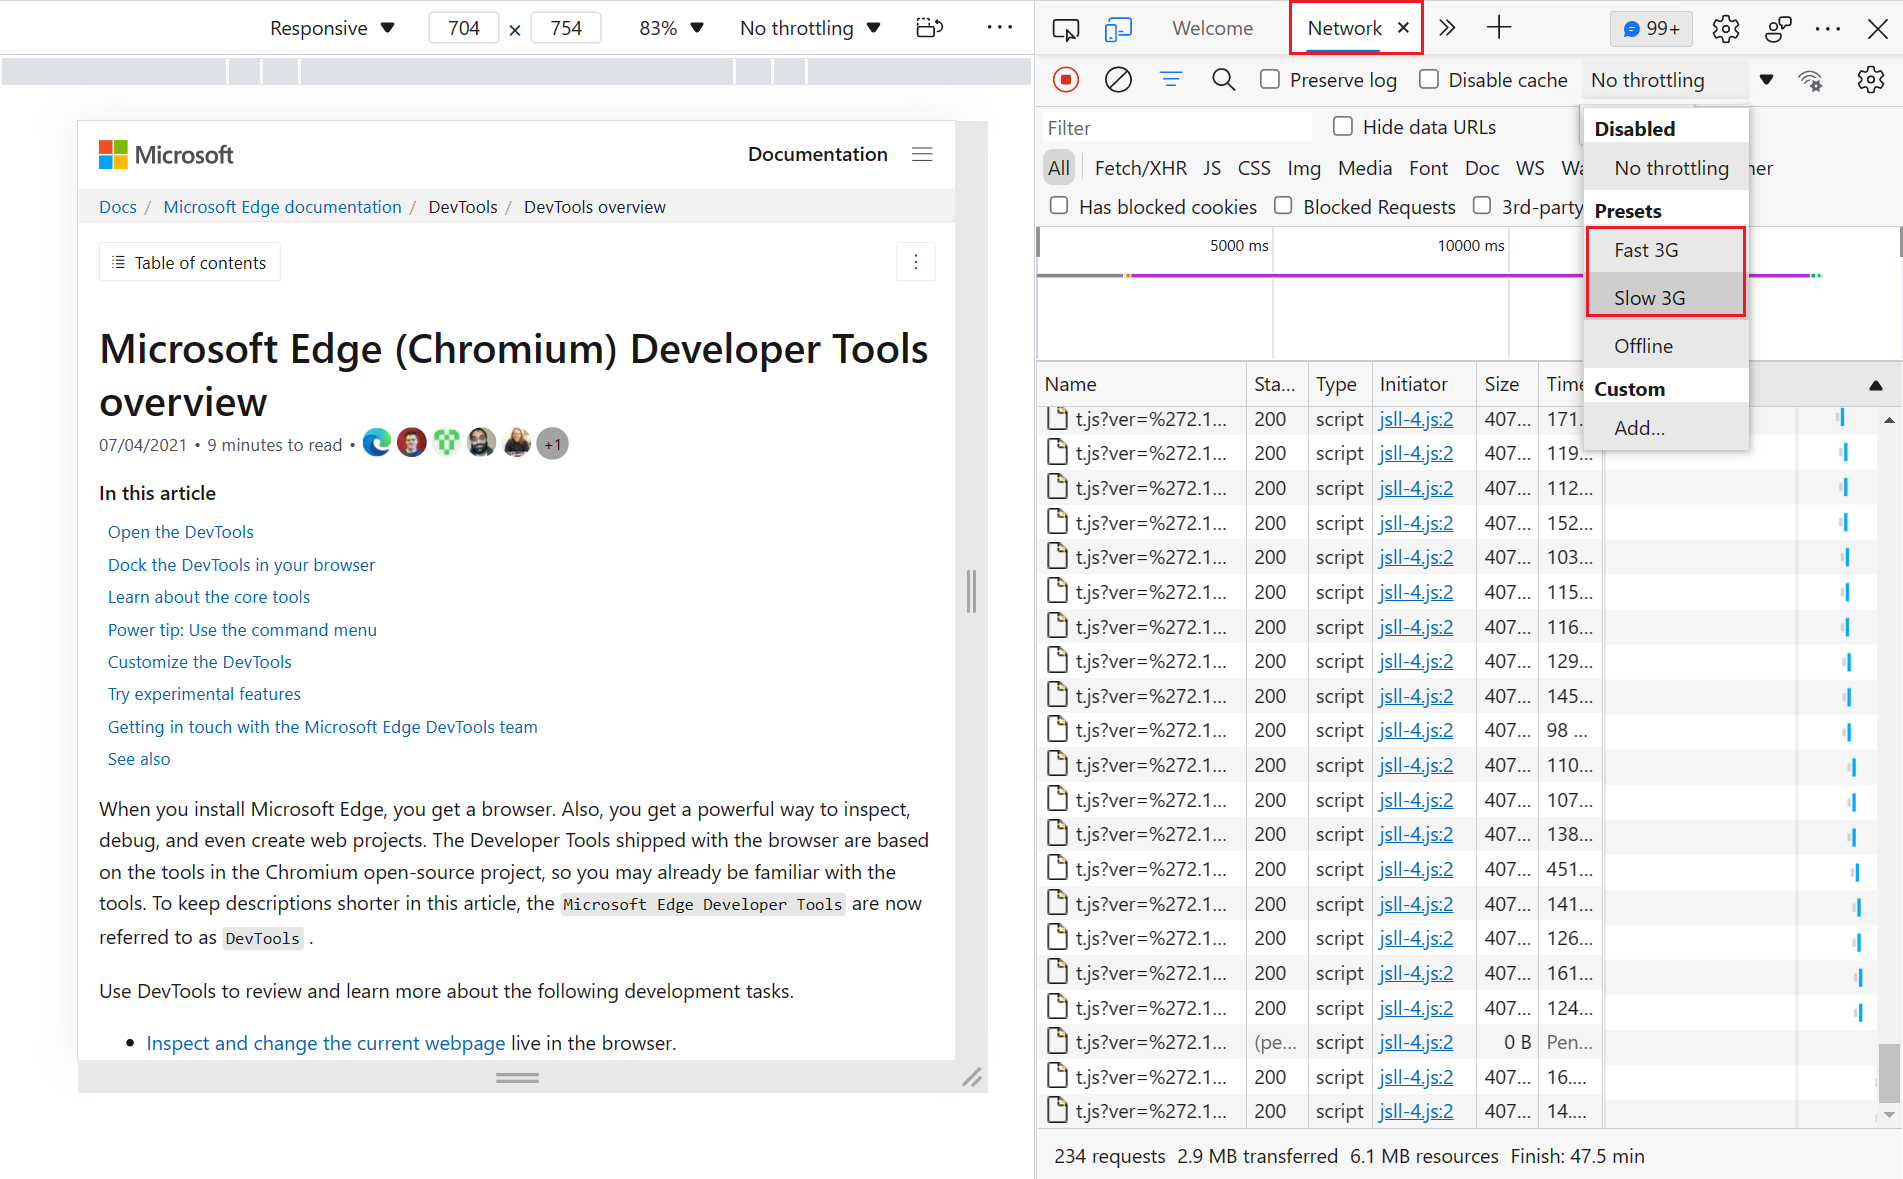 Responsive 704 × 754 83% No throttling ···
Microsoft Documentation
Docs / Microsoft Edge documentation / DevTools / DevTools overview
Table of contents
Microsoft Edge (Chromium) Developer Tools
overview
07/04/2021 • 9 minutes to read • +1
In this article
Open the DevTools
Dock the DevTools in your browser
Learn about the core tools
Power tip: Use the command menu
Customize the DevTools
Try experimental features
Getting in touch with the Microsoft Edge DevTools team
See also
When you install Microsoft Edge, you get a browser. Also, you get a powerful way to inspect,
debug, and even create web projects. The Developer Tools shipped with the browser are based
on the tools in the Chromium open-source project, so you may already be familiar with the
tools. To keep descriptions shorter in this article, the Microsoft Edge Developer Tools are now
referred to as DevTools .
Use DevTools to review and learn more about the following development tasks.
• Inspect and change the current webpage live in the browser.
Welcome Network 99+
Preserve log Disable cache No throttling
Filter Hide data URLs
All Fetch/XHR JS CSS Img Media Font Doc WS Wa ner
Has blocked cookies Blocked Requests 3rd-party
5000 ms 10000 ms
Disabled
No throttling
Presets
Fast 3G
Slow 3G
Offline
Custom
Add...
Name Sta... Type Initiator Size Time
t.js?ver=%272.1... 200 script jsll-4.js:2 407... 171...
t.js?ver=%272.1... 200 script jsll-4.js:2 407... 119...
t.js?ver=%272.1... 200 script jsll-4.js:2 407... 112...
t.js?ver=%272.1... 200 script jsll-4.js:2 407... 152...
t.js?ver=%272.1... 200 script jsll-4.js:2 407... 103...
t.js?ver=%272.1... 200 script jsll-4.js:2 407... 115...
t.js?ver=%272.1... 200 script jsll-4.js:2 407... 116...
t.js?ver=%272.1... 200 script jsll-4.js:2 407... 129...
t.js?ver=%272.1... 200 script jsll-4.js:2 407... 145...
t.js?ver=%272.1... 200 script jsll-4.js:2 407... 98 ...
t.js?ver=%272.1... 200 script jsll-4.js:2 407... 110...
t.js?ver=%272.1... 200 script jsll-4.js:2 407... 107...
t.js?ver=%272.1... 200 script jsll-4.js:2 407... 138...
t.js?ver=%272.1... 200 script jsll-4.js:2 407... 451...
t.js?ver=%272.1... 200 script jsll-4.js:2 407... 141...
t.js?ver=%272.1... 200 script jsll-4.js:2 407... 126...
t.js?ver=%272.1... 200 script jsll-4.js:2 407... 161...
t.js?ver=%272.1... 200 script jsll-4.js:2 407... 124...
t.js?ver=%272.1... (pe... script jsll-4.js:2 0 B Pen...
t.js?ver=%272.1... 200 script jsll-4.js:2 407... 16....
t.js?ver=%272.1... 200 script jsll-4.js:2 407... 14....
234 requests 2.9 MB transferred 6.1 MB resources Finish: 47.5 min